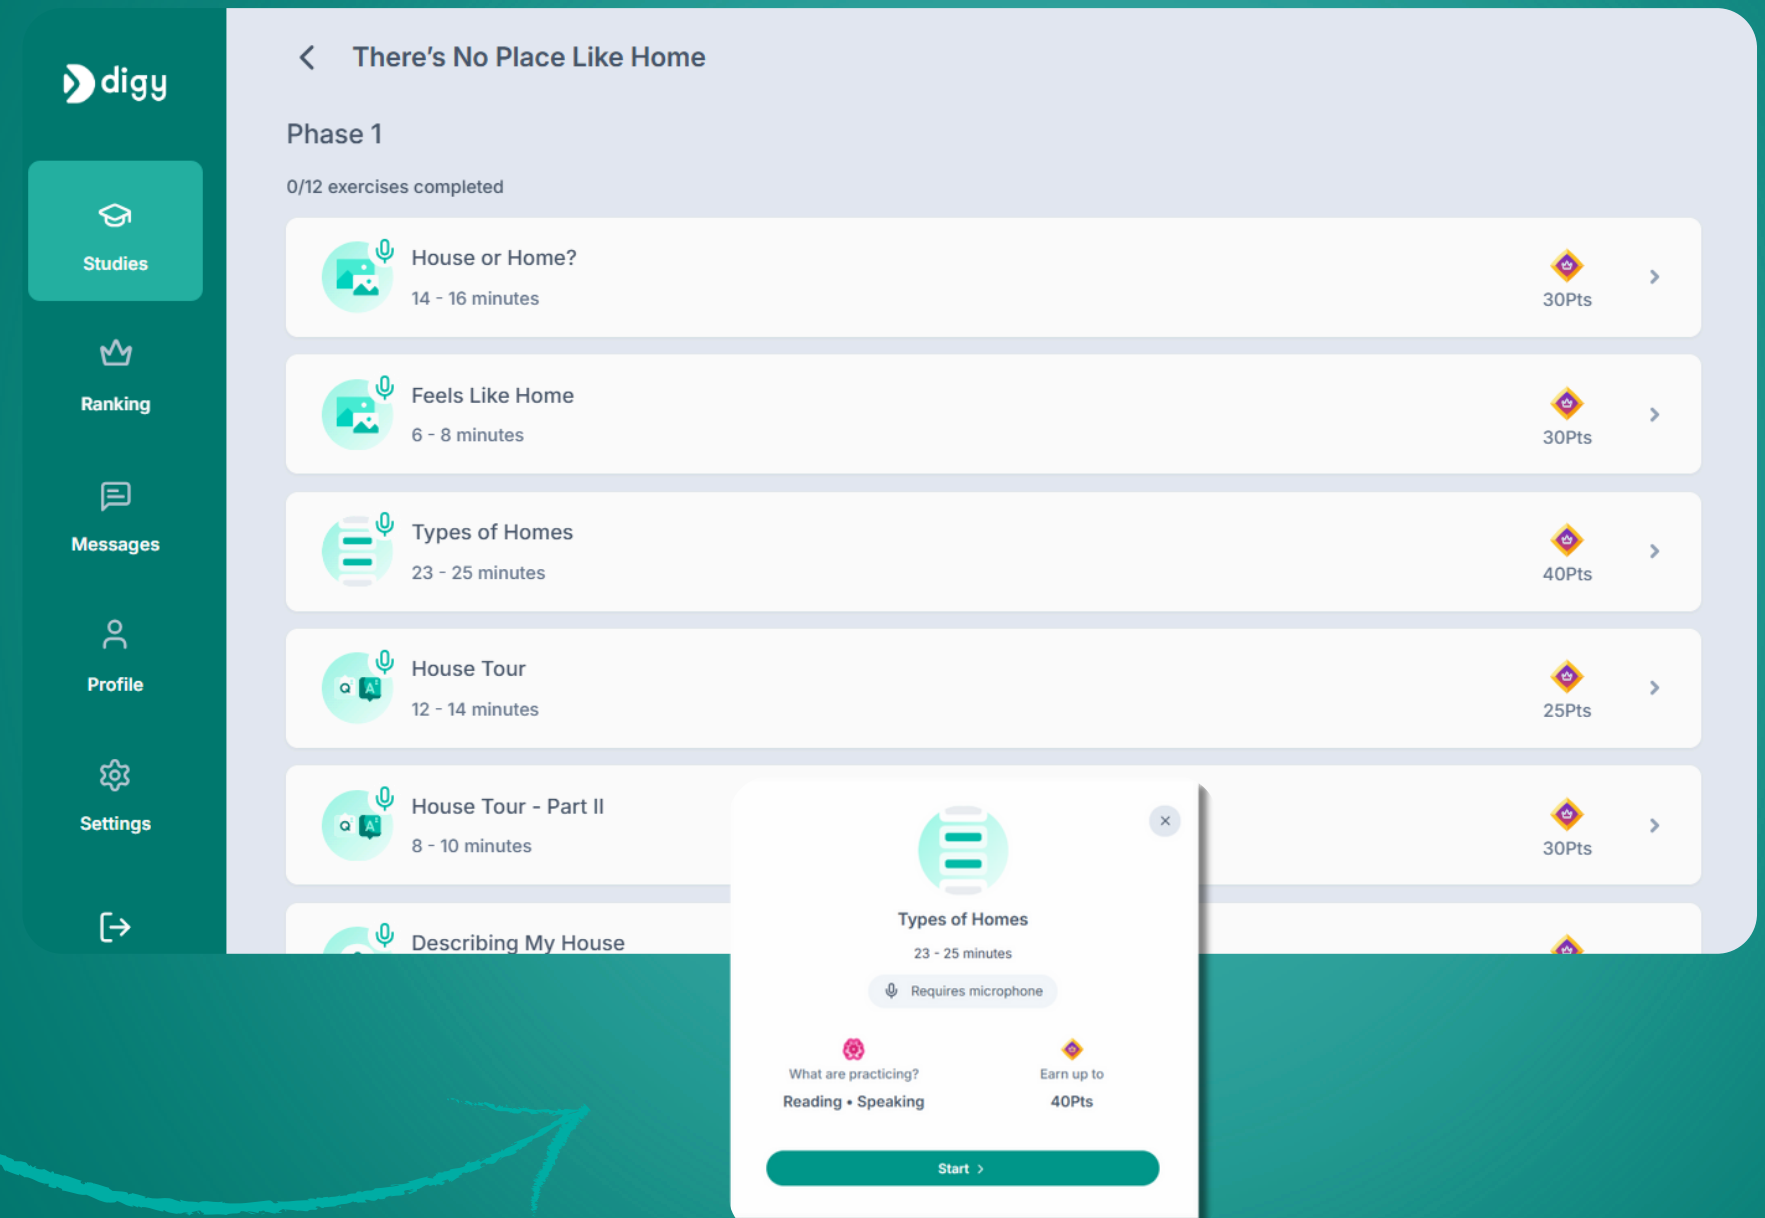 digy
Studies
Ranking
Messages
Profile
Settings
There's No Place Like Home
Phase 1
0/12 exercises completed
House or Home?
14 - 16 minutes
30Pts
Feels Like Home
6 - 8 minutes
30Pts
Types of Homes
23 - 25 minutes
40Pts
Q A
House Tour
12 - 14 minutes
25Pts
Q A
House Tour - Part II
8 - 10 minutes
30Pts
Describing My House
Types of Homes
23 - 25 minutes
Requires microphone
What are practicing?
Reading • Speaking
Earn up to
40Pts
Start >